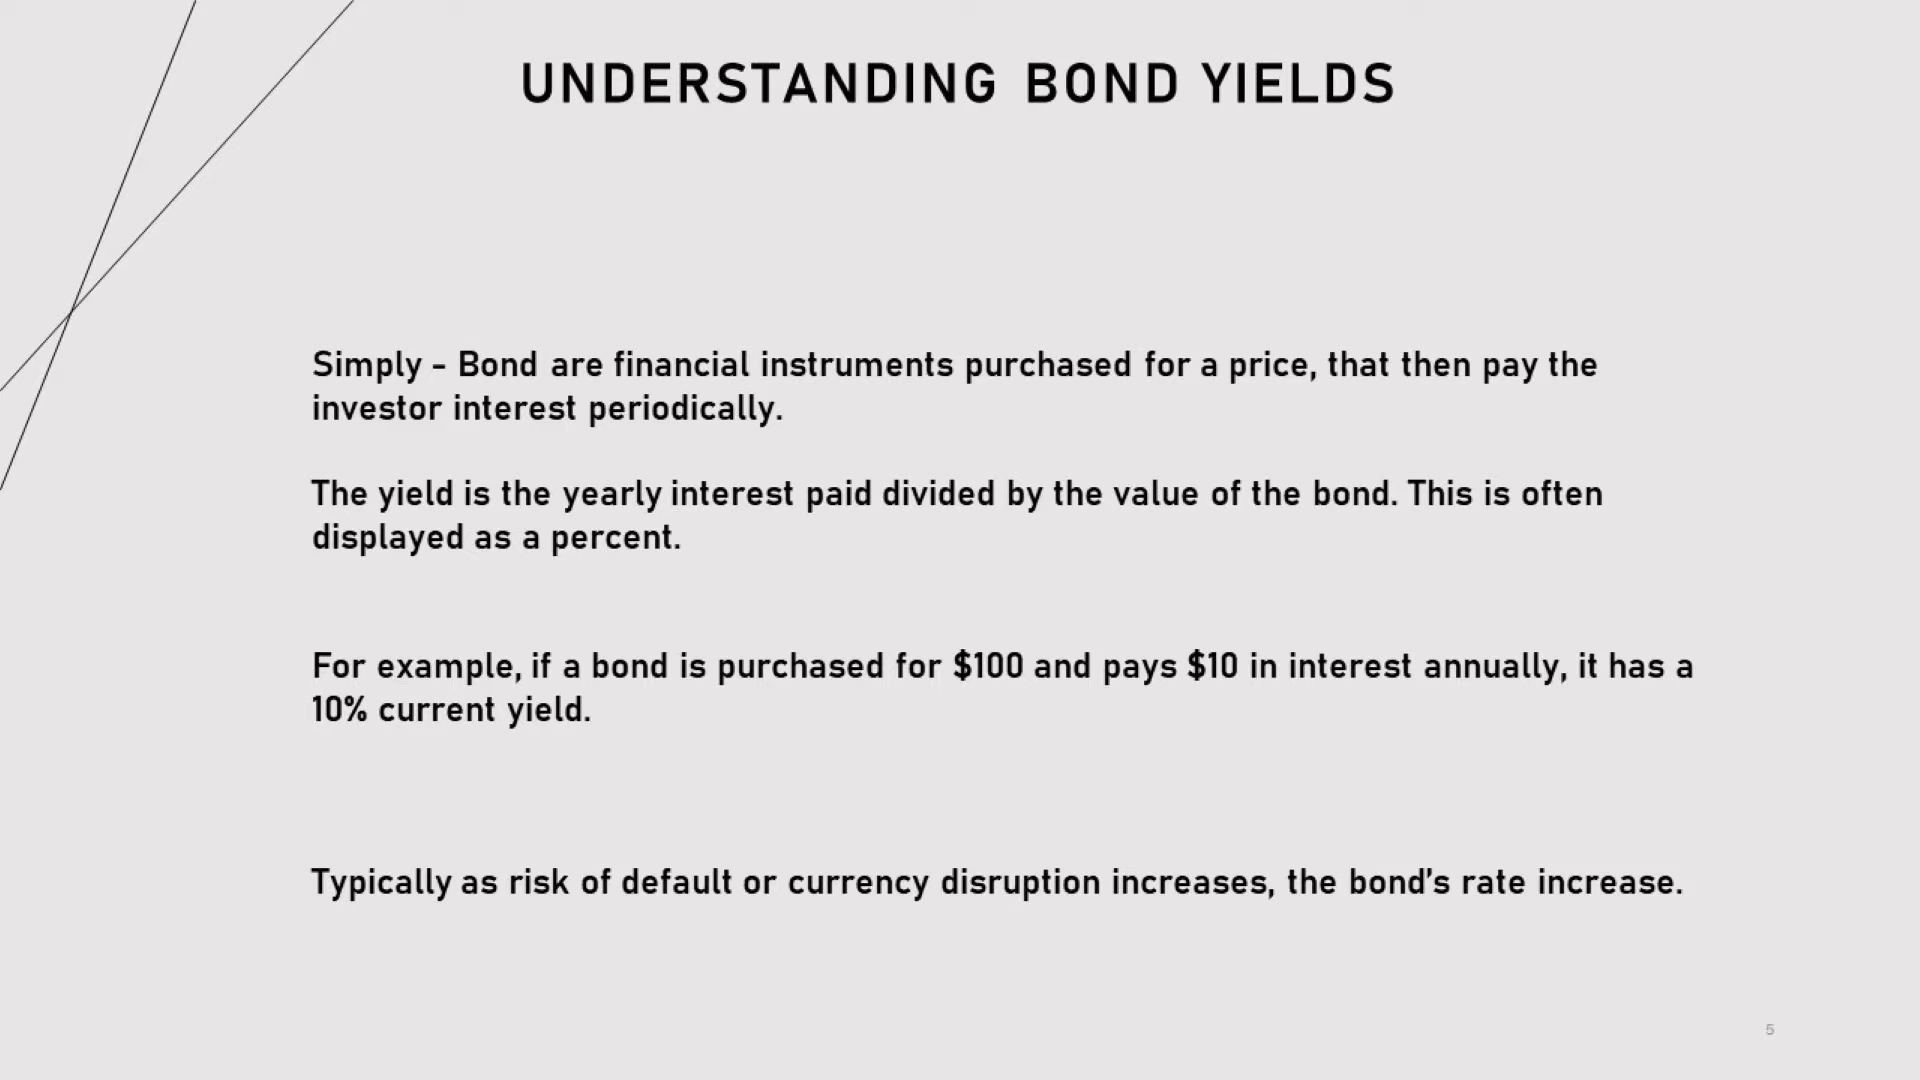 UNDERSTANDING BOND YIELDS
Simply - Bond are financial instruments purchased for a price, that then pay the
investor interest periodically.
The yield is the yearly interest paid divided by the value of the bond. This is often
displayed as a percent.
For example, if a bond is purchased for $100 and pays $10 in interest annually, it has a
10% current yield.
Typically as risk of default or currency disruption increases, the bond’s rate increase.
5